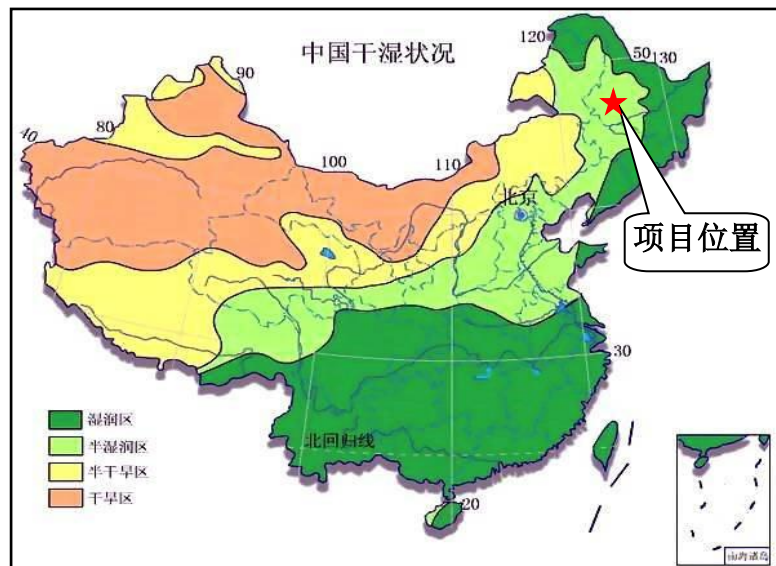 中国干湿状况
120
50
130
90
80
40
100
110
北京
项目位置
30
湿润区
半湿润区
半干旱区
干旱区
北回归线
20
南海诸岛